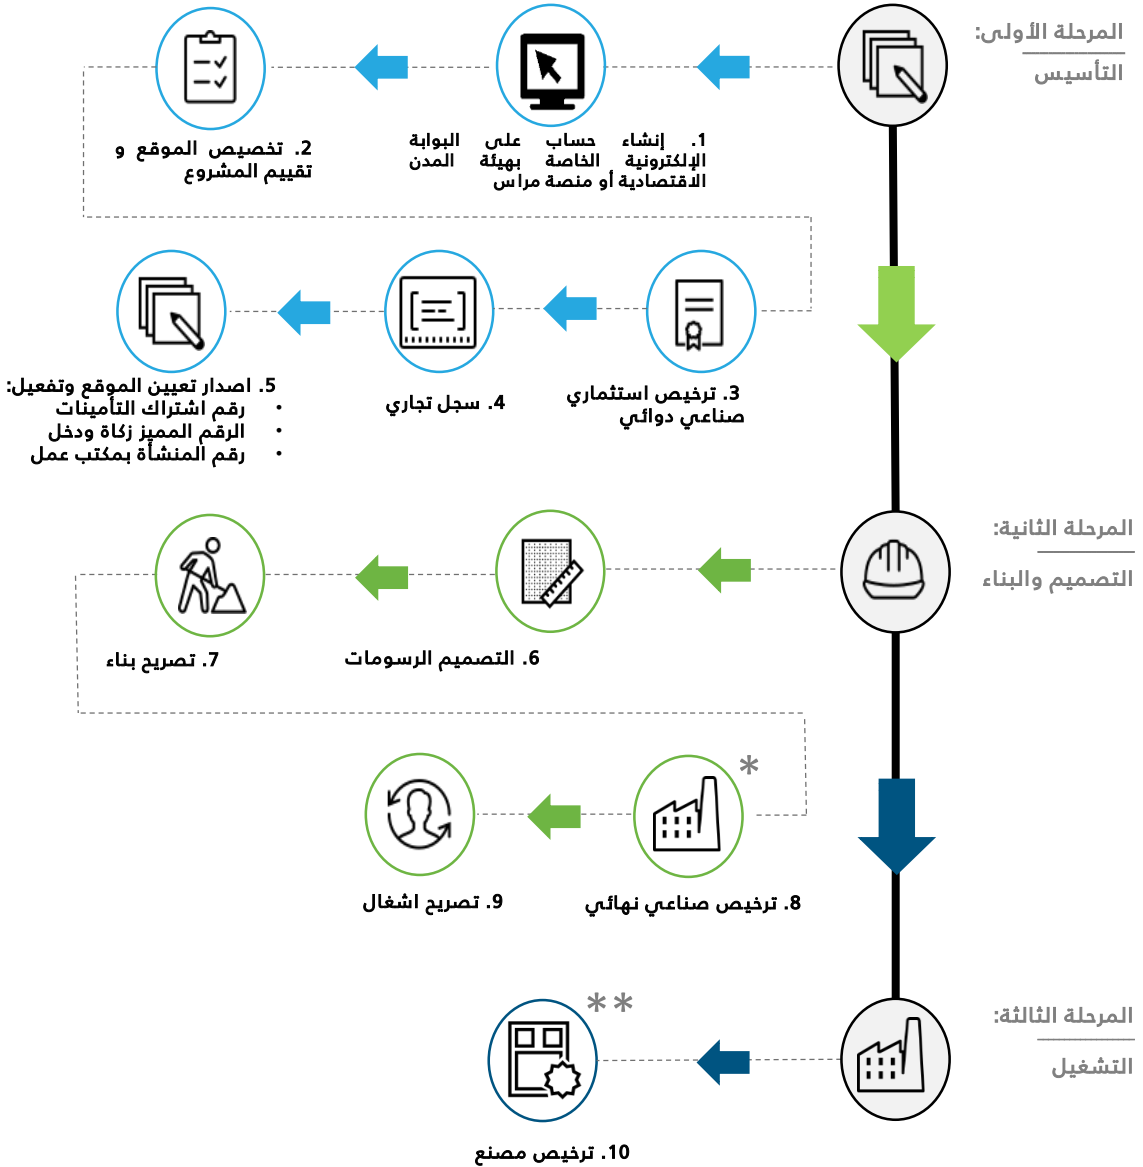 المرحلة الأولى:
التأسيس
1. إنشاء حساب على البوابة
الإلكترونية الخاصة بهيئة المدن
الاقتصادية أو منصة مراس
2. تخصيص الموقع و
تقييم المشروع
3. ترخيص استثماري
صناعي دوائي
4. سجل تجاري
5. اصدار تعيين الموقع وتفعيل:
• رقم اشتراك التأمينات
• الرقم المميز زكاة ودخل
• رقم المنشأة بمكتب عمل
المرحلة الثانية:
التصميم والبناء
6. التصميم الرسومات
7. تصريح بناء
*
8. ترخيص صناعي نهائي
9. تصريح اشغال
المرحلة الثالثة:
التشغيل
**
10. ترخيص مصنع